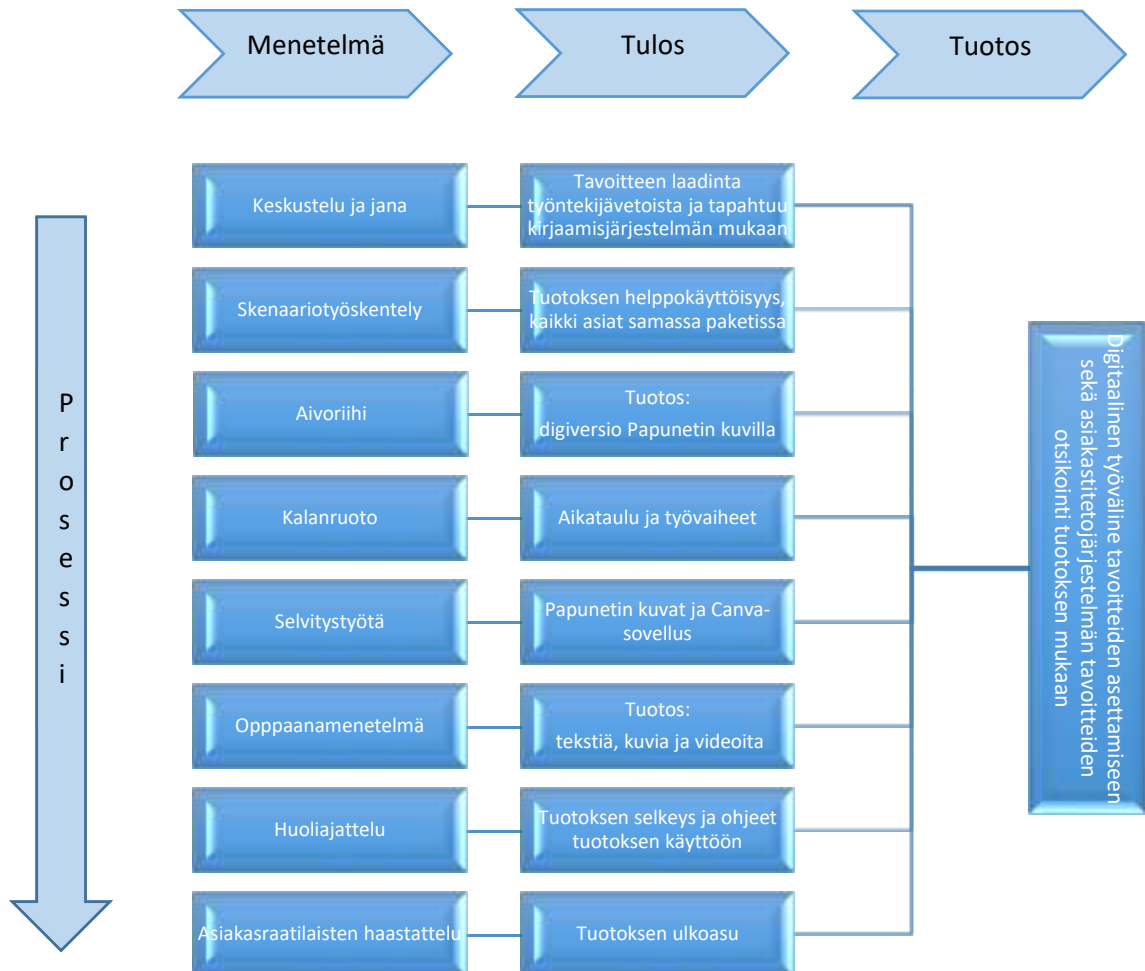 Menetelmä
Tulos
Tuotos
Prosessi
Keskustelu ja jana
Tavoitteen laadinta
työntekijävetoista ja tapahtuu
kirjaamisjärjestelmän mukaan
Skenaariotyöskentely
Tuotoksen helppokäyttöisyys,
kaikki asiat samassa paketissa
Aivoriihi
Tuotos:
digiversio Papunetin kuvilla
Kalanruoto
Aikataulu ja työvaiheet
Selvitystyötä
Papunetin kuvat ja Canva-
sovellus
Opppaanamenetelmä
Tuotos:
tekstiä, kuvia ja videoita
Huoliajattelu
Tuotoksen selkeys ja ohjeet
tuotoksen käyttöön
Asiakasraatilaisten haastattelu
Tuotoksen ulkoasu
Digitaalinen työväline tavoitteiden asettamiseen
sekä asiakastitetojärjestelmän tavoitteiden
otsikointi tuotoksen mukaan